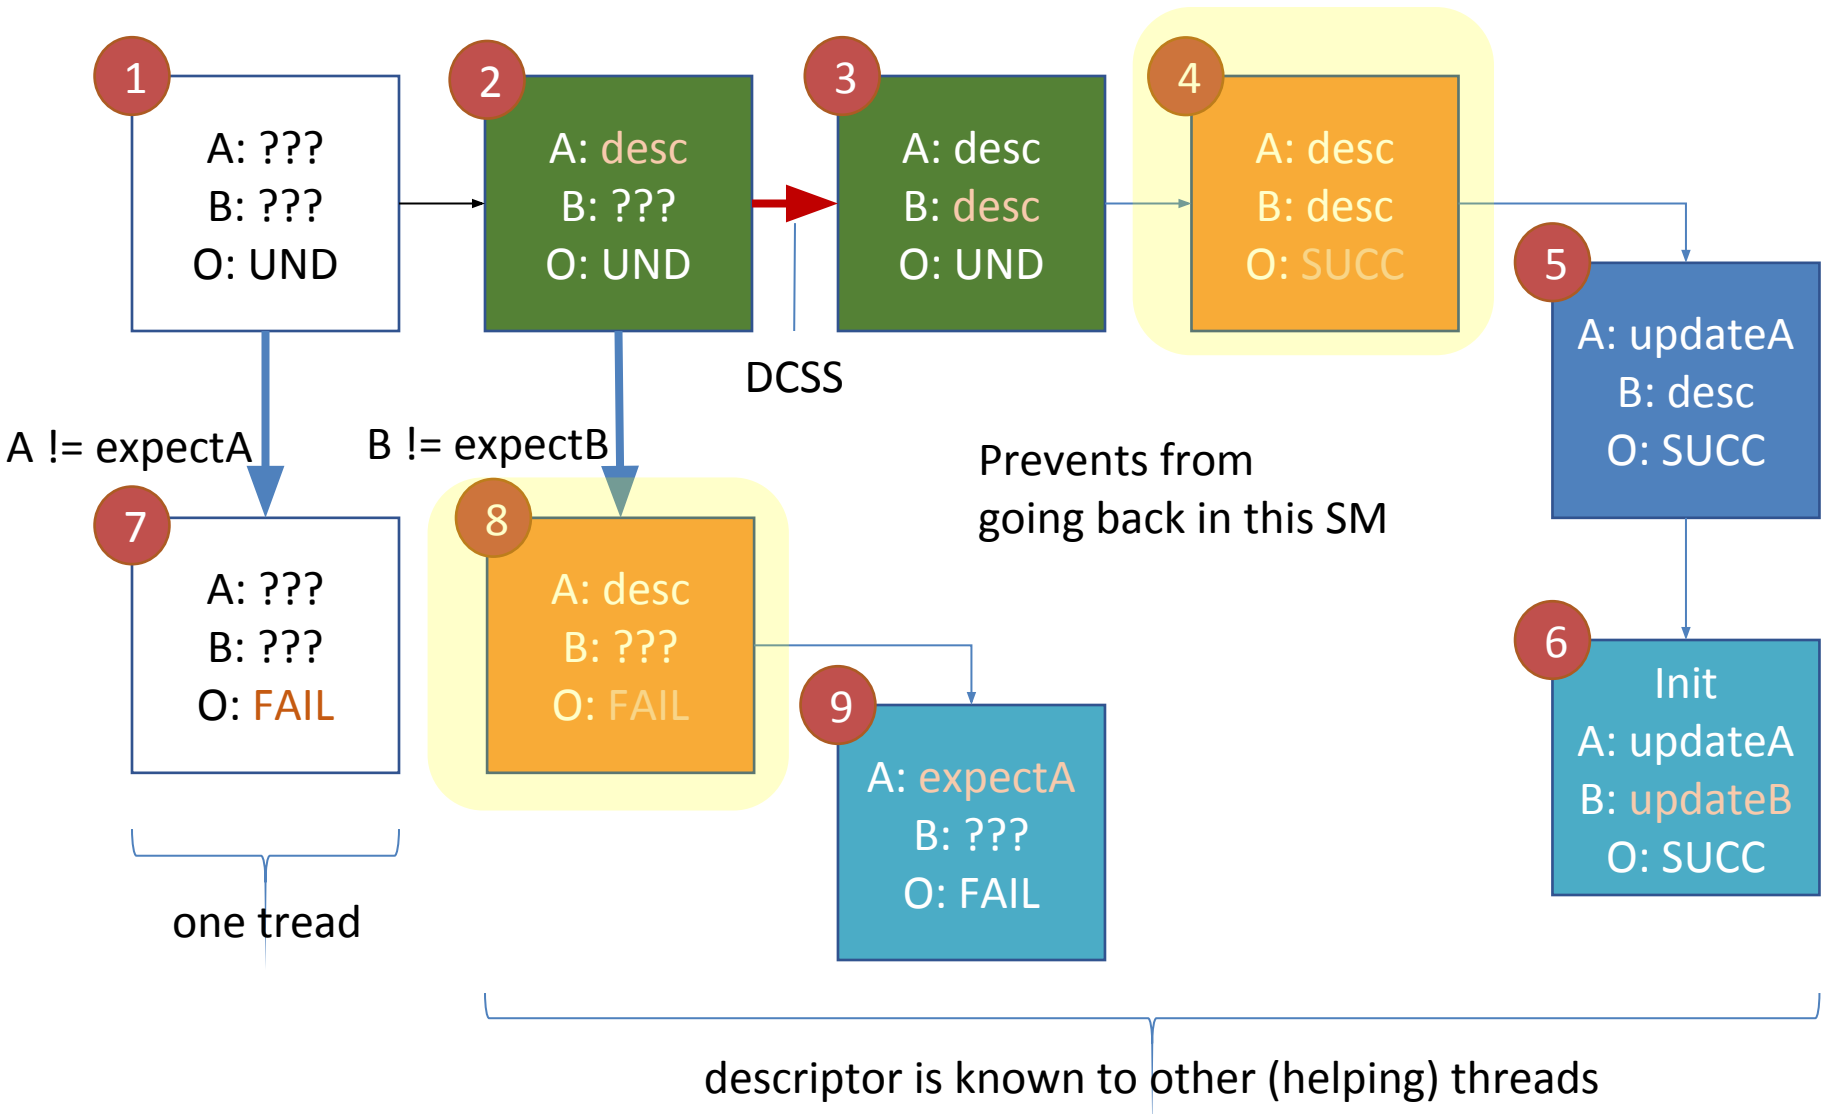 1
A: ???
B: ???
O: UND
2
A: desc
B: ???
O: UND
3
A: desc
B: desc
O: UND
4
A: desc
B: desc
O: SUCC
5
A: updateA
B: desc
O: SUCC
DCSS
A != expectA
B != expectB
Prevents from
going back in this SM
7
A: ???
B: ???
O: FAIL
8
A: desc
B: ???
O: FAIL
9
A: expectA
B: ???
O: FAIL
6
Init
A: updateA
B: updateB
O: SUCC
one tread
descriptor is known to other (helping) threads